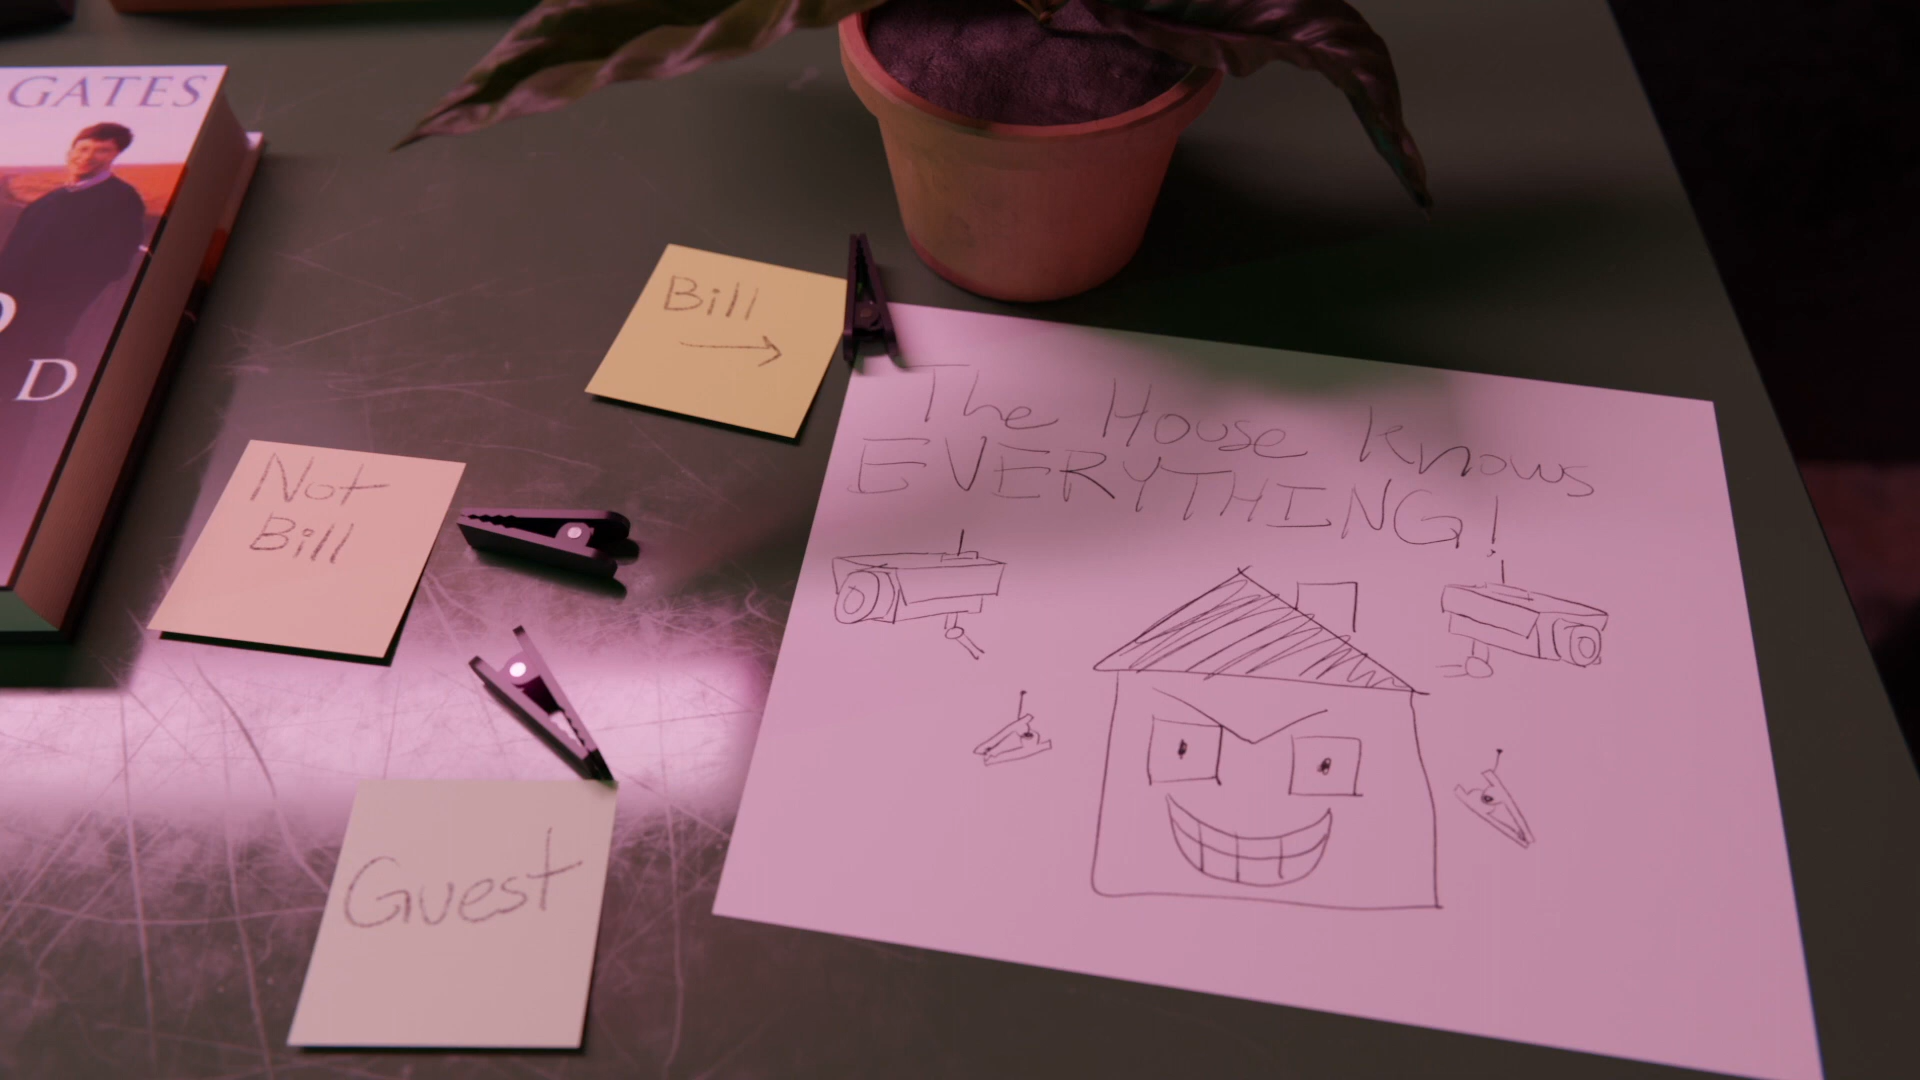 GATES
D
Bill
Not
Bill
Guest
The House Knows
EVERYTHING!